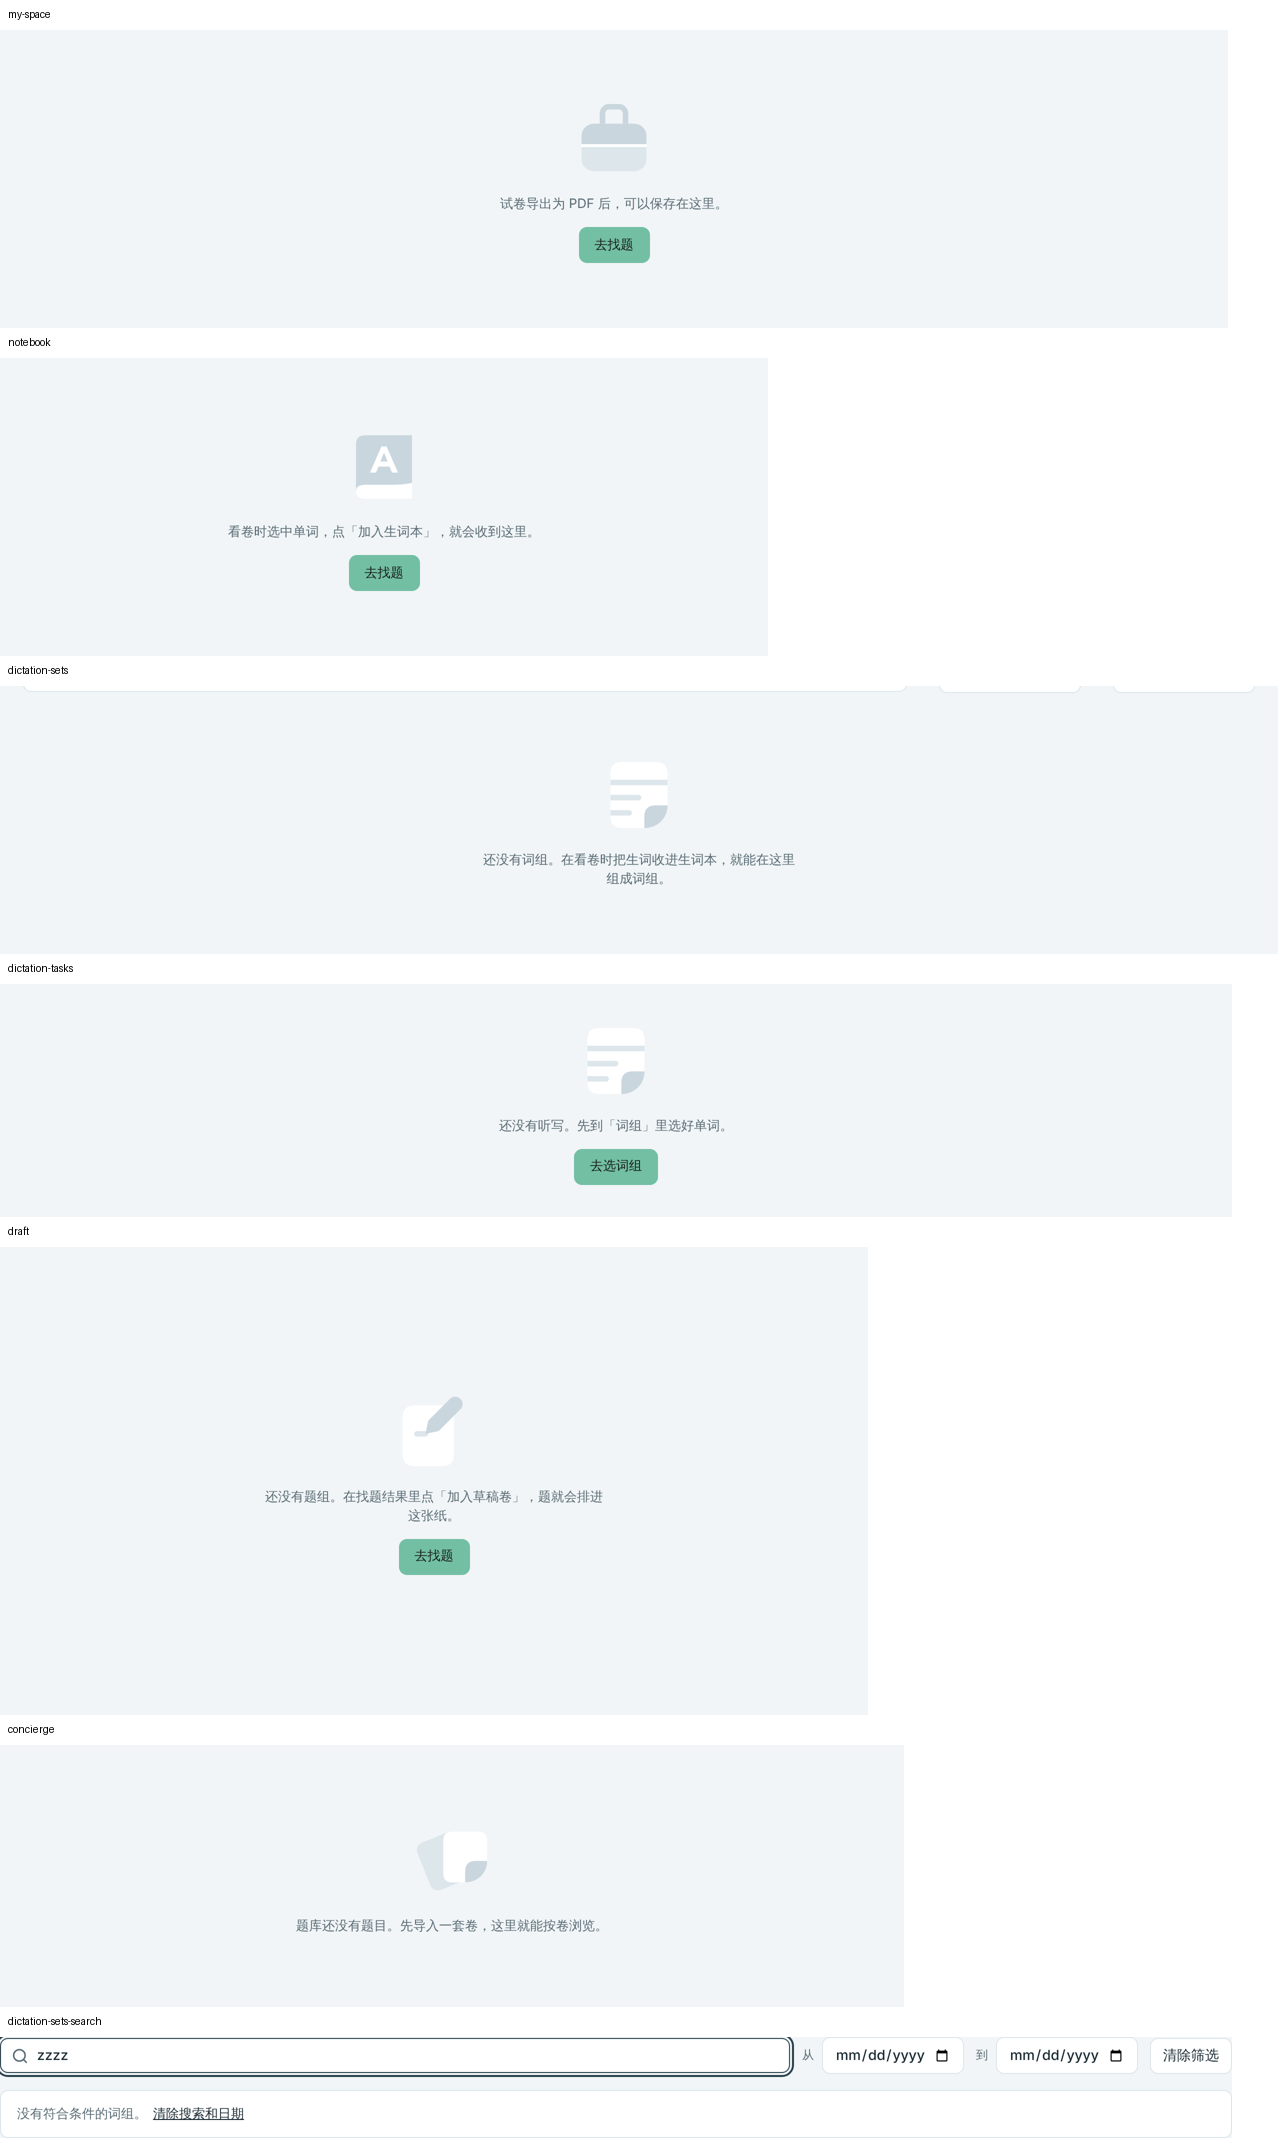 my-space
试卷导出为 PDF 后，可以保存在这里。
去找题
notebook
A
看卷时选中单词，点「加入生词本」，就会收到这里。
去找题
dictation-sets
还没有词组。在看卷时把生词收进生词本，就能在这里
组成词组。
dictation-tasks
还没有听写。先到「词组」里选好单词。
去选词组
draft
还没有题组。在找题结果里点「加入草稿卷」，题就会排进
这张纸。
去找题
concierge
题库还没有题目。先导入一套卷，这里就能按卷浏览。
dictation-sets-search
zzzz 从 mm/dd/yyyy 到 mm/dd/yyyy 清除筛选
没有符合条件的词组。 清除搜索和日期